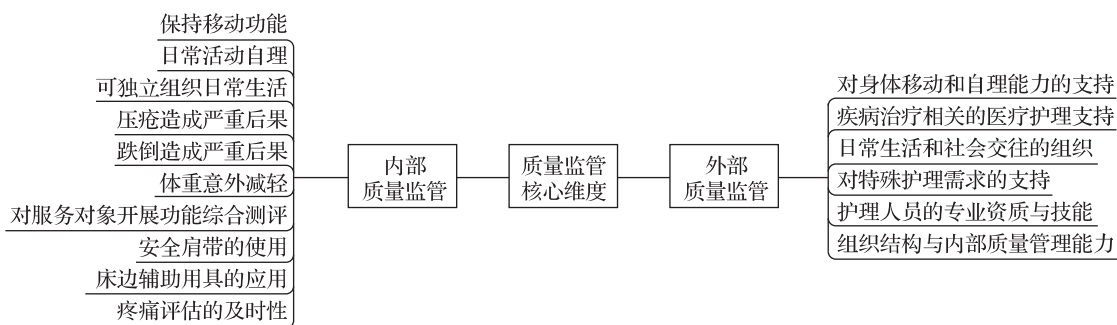 保持移动功能
日常活动自理
可独立组织日常生活
压疮造成严重后果
跌倒造成严重后果
体重意外减轻
对服务对象开展功能综合测评
安全肩带的使用
床边辅助用具的应用
疼痛评估的及时性
内部
质量监管
质量监管
核心维度
外部
质量监管
对身体移动和自理能力的支持
疾病治疗相关的医疗护理支持
日常生活和社会交往的组织
对特殊护理需求的支持
护理人员的专业资质与技能
组织结构与内部质量管理能力